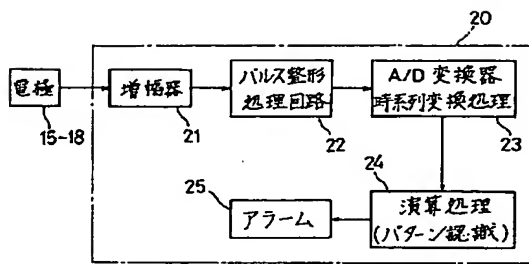 20
電極
15-18
増幅器
21
パルス整形
処理回路
22
A/D 変換器
時系列変換処理
23
24
演算処理
(パターン認識)
25
アラーム